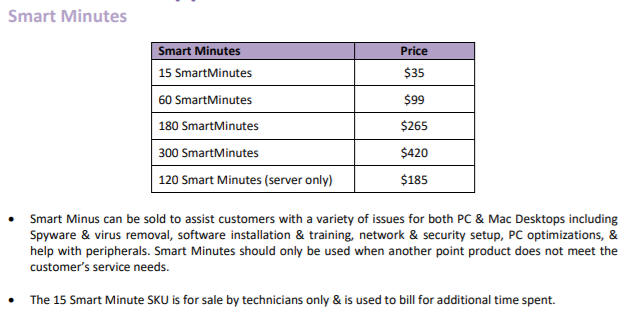 Smart Minutes
Smart Minutes Price
15 SmartMinutes $35
60 SmartMinutes $99
180 SmartMinutes $265
300 SmartMinutes $420
120 Smart Minutes (server only) $185
• Smart Minus can be sold to assist customers with a variety of issues for both PC & Mac Desktops including
Spyware & virus removal, software installation & training, network & security setup, PC optimizations, &
help with peripherals. Smart Minutes should only be used when another point product does not meet the
customer's service needs.
• The 15 Smart Minute SKU is for sale by technicians only & is used to bill for additional time spent.